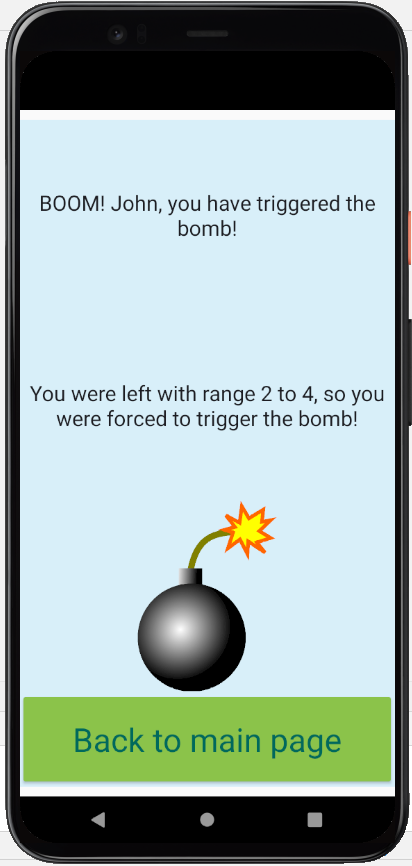 BOOM! John, you have triggered the
bomb!
You were left with range 2 to 4, so you
were forced to trigger the bomb!
Back to main page